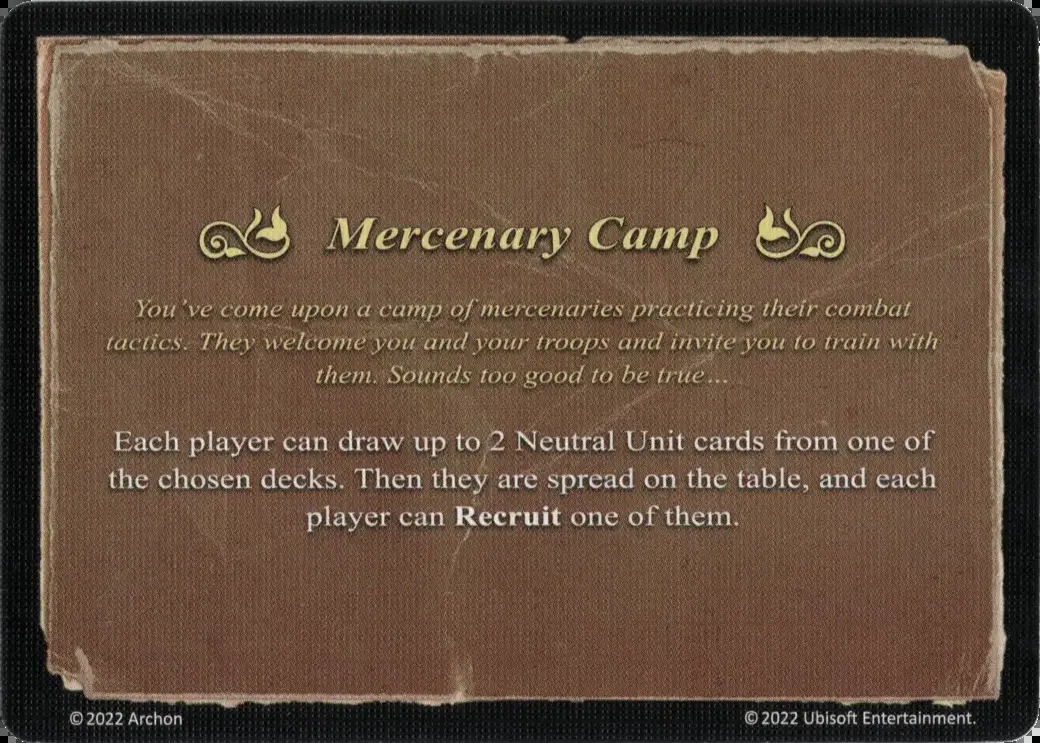 Mercenary Camp
You've come upon a camp of mercenaries practicing their combat
tactics. They welcome you and your troops and invite you to train with
them. Sounds too good to be true...
Each player can draw up to 2 Neutral Unit cards from one of
the chosen decks. Then they are spread on the table, and each
player can Recruit one of them.
© 2022 Archon
© 2022 Ubisoft Entertainment.